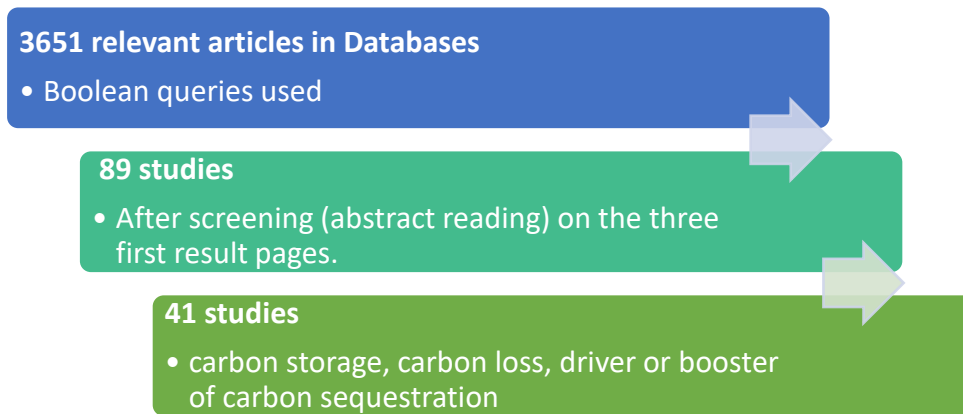 3651 relevant articles in Databases
• Boolean queries used
89 studies
• After screening (abstract reading) on the three
first result pages.
41 studies
• carbon storage, carbon loss, driver or booster
of carbon sequestration